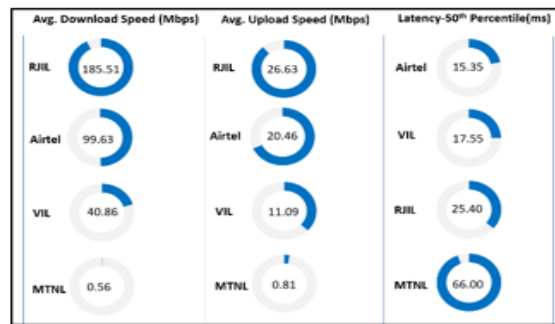 Avg. Download Speed (Mbps)
RJIL
185.51
Airtel
99.63
VIL
40.86
MTNL
0.56
Avg. Upload Speed (Mbps)
RJIL
26.63
Airtel
20.46
VIL
11.09
MTNL
0.81
Latency-50th Percentile(ms)
Airtel
15.35
VIL
17.55
RJIL
25.40
MTNL
66.00